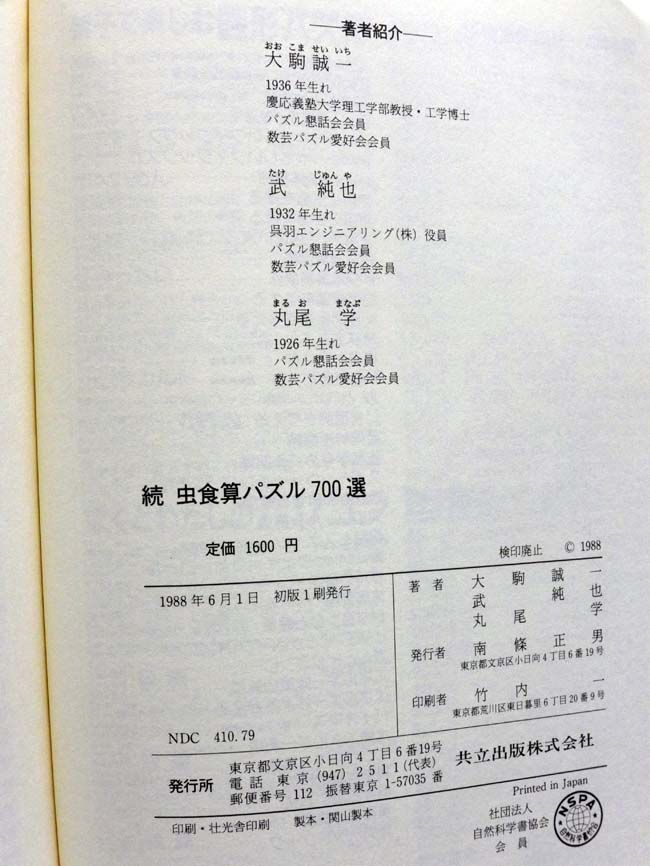 —著者紹介—
おお こま せい いち
大駒誠一
1936年生れ
慶応義塾大学理工学部教授・工学博士
パズル懇話会会員
数芸パズル愛好会会員
たけ じゅん や
武 純也
1932年生れ
呉羽エンジニアリング(株)役員
パズル懇話会会員
数芸パズル愛好会会員
まる お まなぶ
丸尾 学
1926年生れ
パズル懇話会会員
数芸パズル愛好会会員
続 虫食算パズル700選
定価 1600円
検印廃止 © 1988
1988年6月1日 初版1刷発行
著者 大駒誠一
武純也
丸尾学
発行者 南條正男
東京都文京区小日向4丁目6番19号
印刷者 竹内一
東京都荒川区東日暮里6丁目20番9号
NDC 410.79
発行所
東京都文京区小日向4丁目6番19号
電話 東京(947)2511(代表)
郵便番号112 振替東京1-57035番
共立出版株式会社
Printed in Japan
印刷・壮光舎印刷 製本・関山製本
社団法人
自然科学書協会
会員
NSPA
自然科学書協会